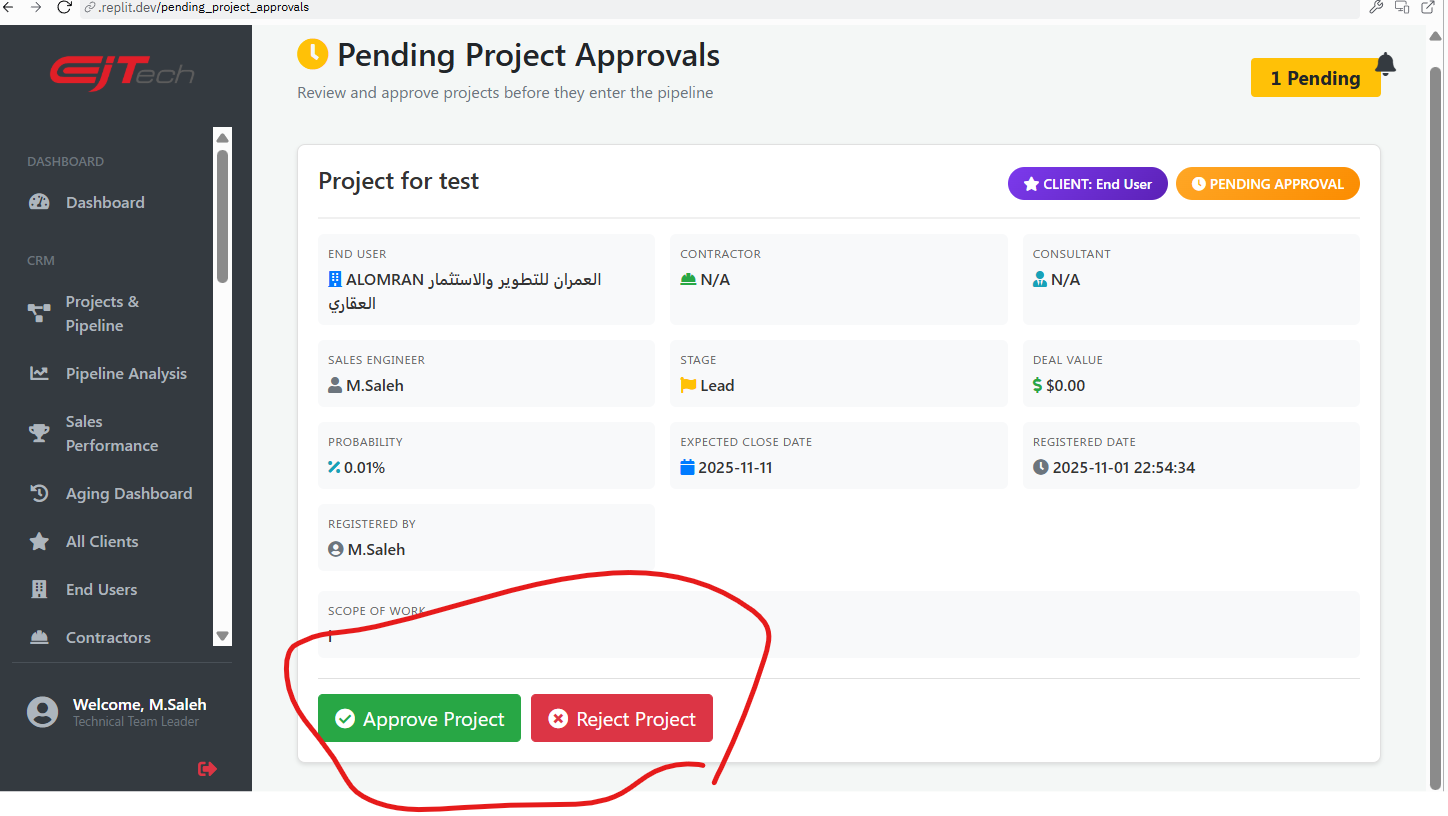 .replit.dev/pending_project_approvals
EJTech
DASHBOARD
Dashboard
CRM
Projects &
Pipeline
Pipeline Analysis
Sales
Performance
Aging Dashboard
All Clients
End Users
Contractors
Welcome, M.Saleh
Technical Team Leader
Pending Project Approvals
Review and approve projects before they enter the pipeline
1 Pending
Project for test
CLIENT: End User
PENDING APPROVAL
END USER
ALOMRAN العمران للتطوير والاستثمار
العقاري
CONTRACTOR
N/A
CONSULTANT
N/A
SALES ENGINEER
M.Saleh
STAGE
Lead
DEAL VALUE
$ $0.00
PROBABILITY
% 0.01%
EXPECTED CLOSE DATE
2025-11-11
REGISTERED DATE
2025-11-01 22:54:34
REGISTERED BY
M.Saleh
SCOPE OF WORK
Approve Project
Reject Project